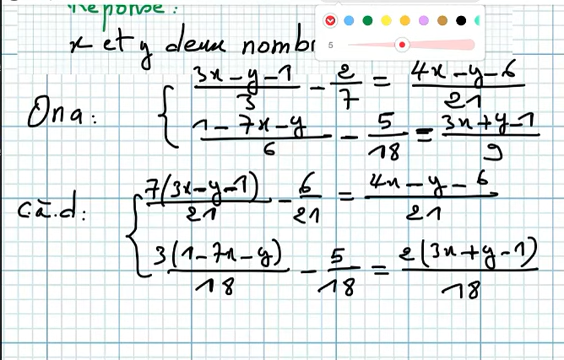 Réponse:
x et y deux nombr
5
On a: { (3x-y-1)/3 - 2/7 = (4x-y-6)/21
(1-7x-y)/6 - 5/18 = (3x+y-1)/9
c.à.d: { 7(3x-y-1)/21 - 6/21 = (4x-y-6)/21
3(1-7x-y)/18 - 5/18 = 2(3x+y-1)/18